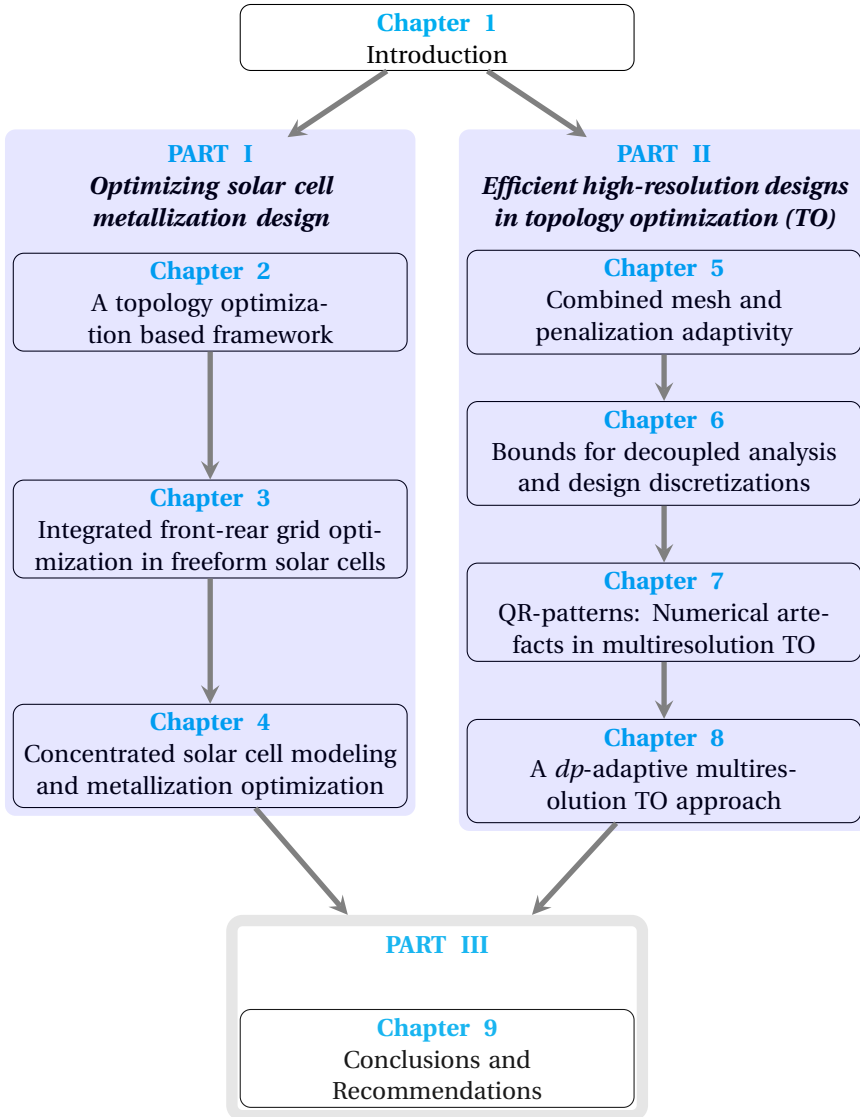 Chapter 1
Introduction
PART I
Optimizing solar cell
metallization design
Chapter 2
A topology optimiza-
tion based framework
Chapter 3
Integrated front-rear grid opti-
mization in freeform solar cells
Chapter 4
Concentrated solar cell modeling
and metallization optimization
PART II
Efficient high-resolution designs
in topology optimization (TO)
Chapter 5
Combined mesh and
penalization adaptivity
Chapter 6
Bounds for decoupled analysis
and design discretizations
Chapter 7
QR-patterns: Numerical arte-
facts in multiresolution TO
Chapter 8
A dp-adaptive multires-
olution TO approach
PART III
Chapter 9
Conclusions and
Recommendations